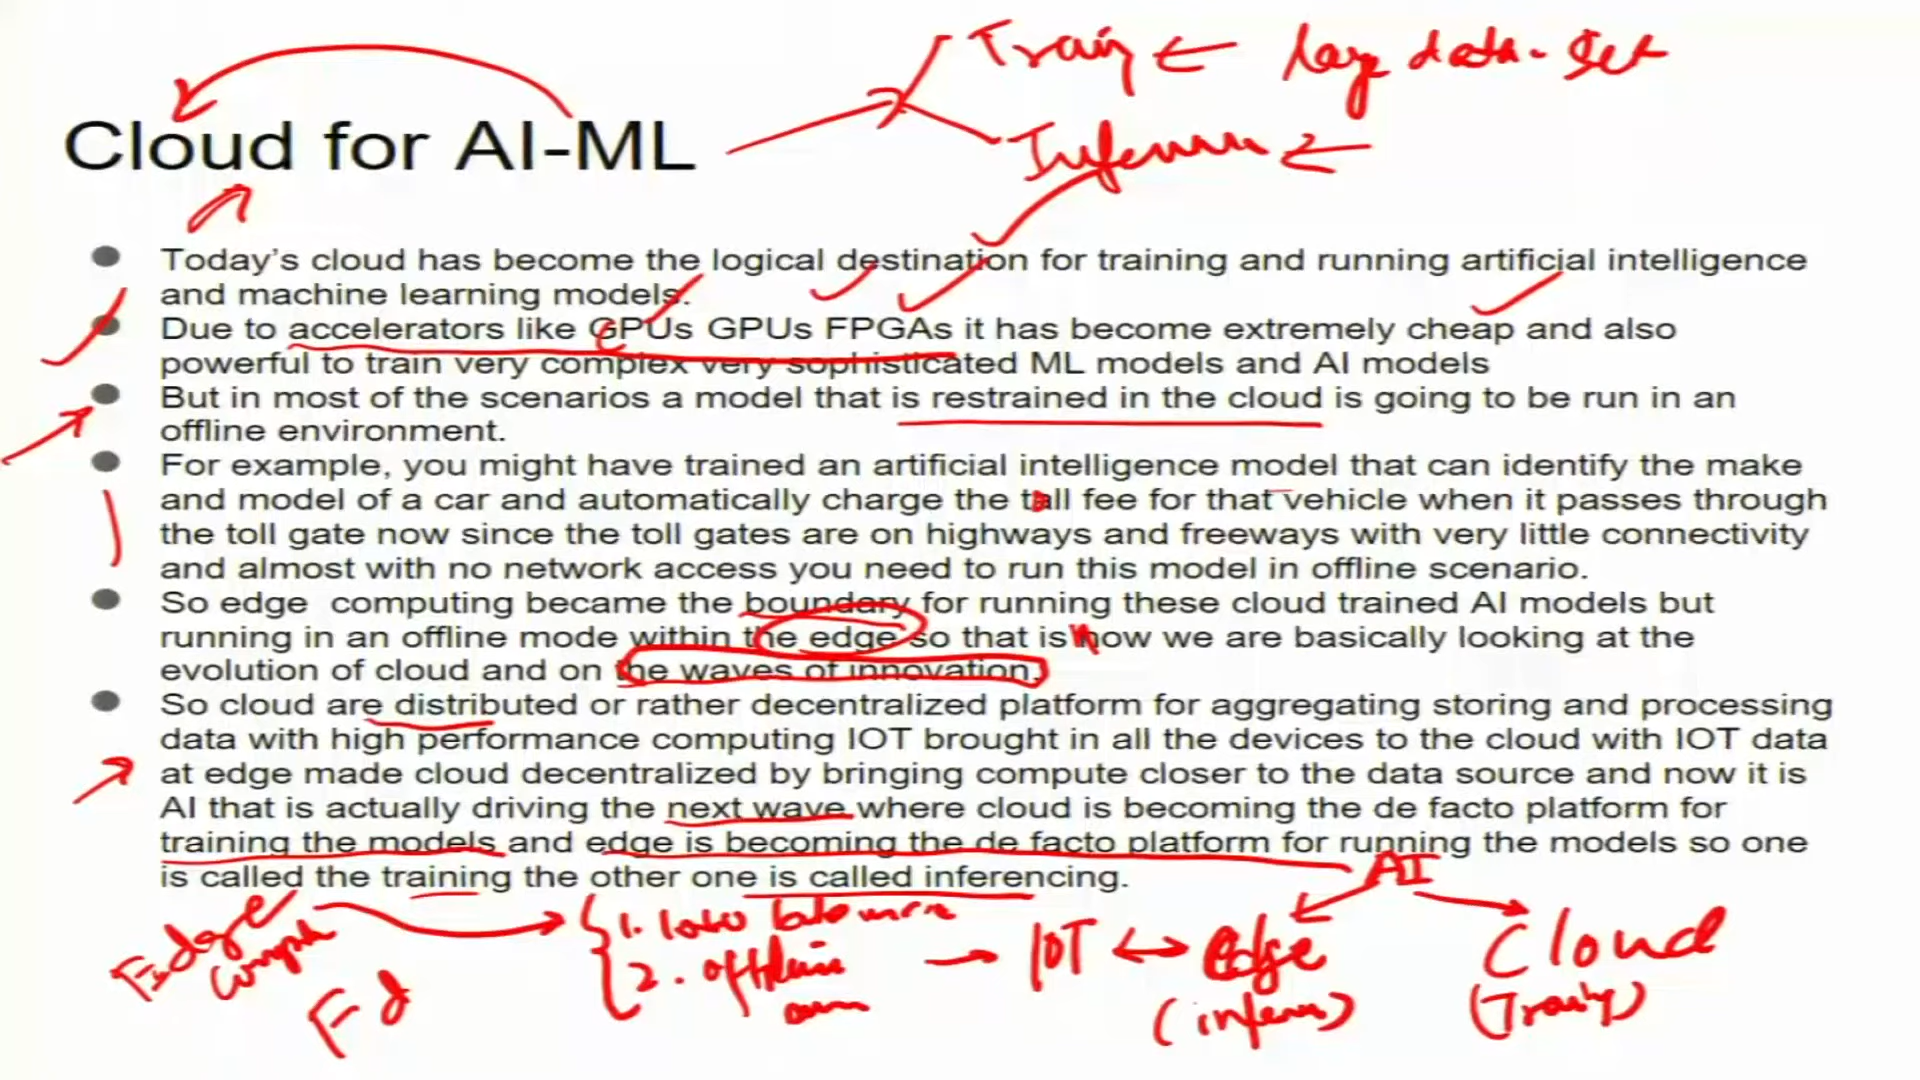 Train ← large data-set
Cloud for AI-ML
Inference ←
Today's cloud has become the logical destination for training and running artificial intelligence
and machine learning models.
Due to accelerators like GPUs GPUs FPGAs it has become extremely cheap and also
powerful to train very complex very sophisticated ML models and AI models
But in most of the scenarios a model that is restrained in the cloud is going to be run in an
offline environment.
For example, you might have trained an artificial intelligence model that can identify the make
and model of a car and automatically charge the toll fee for that vehicle when it passes through
the toll gate now since the toll gates are on highways and freeways with very little connectivity
and almost with no network access you need to run this model in offline scenario.
So edge computing became the boundary for running these cloud trained AI models but
running in an offline mode within the edge so that is how we are basically looking at the
evolution of cloud and on the waves of innovation.
So cloud are distributed or rather decentralized platform for aggregating storing and processing
data with high performance computing IOT brought in all the devices to the cloud with IOT data
at edge made cloud decentralized by bringing compute closer to the data source and now it is
AI that is actually driving the next wave where cloud is becoming the de facto platform for
training the models and edge is becoming the de facto platform for running the models so one
is called the training the other one is called inferencing.
AI
Edge
1. low
2. offline
IOT ↔ Edge
Cloud